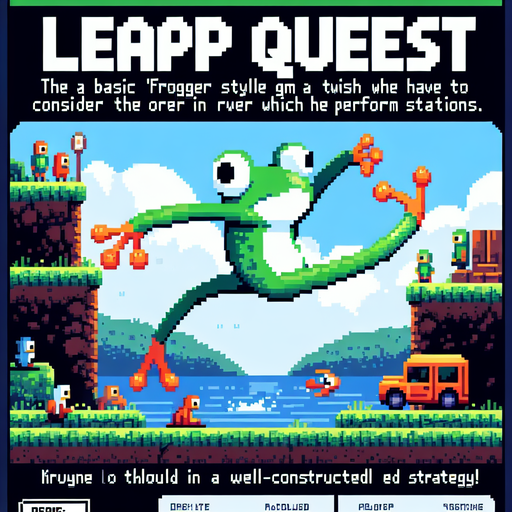 LEAPP QUEEST
The a basic 'Frogger stylle gm a twish whe have to
consider the orer in rwer which he perform stations.
Kruyne lo thlould in a well-constructedl ed strategy!